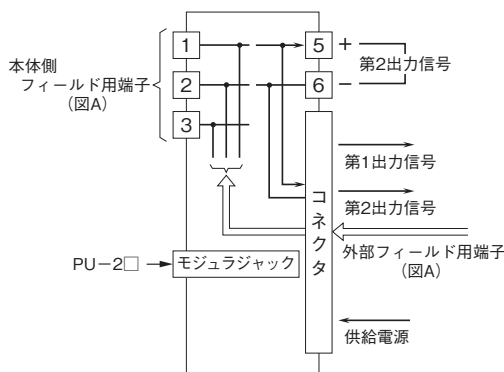 本体側
フィールド用端子
(図A)
1
2
3
5 +
6 −
第2出力信号
コネクタ
第1出力信号
第2出力信号
外部フィールド用端子
(図A)
PU−2□
モジュラジャック
供給電源